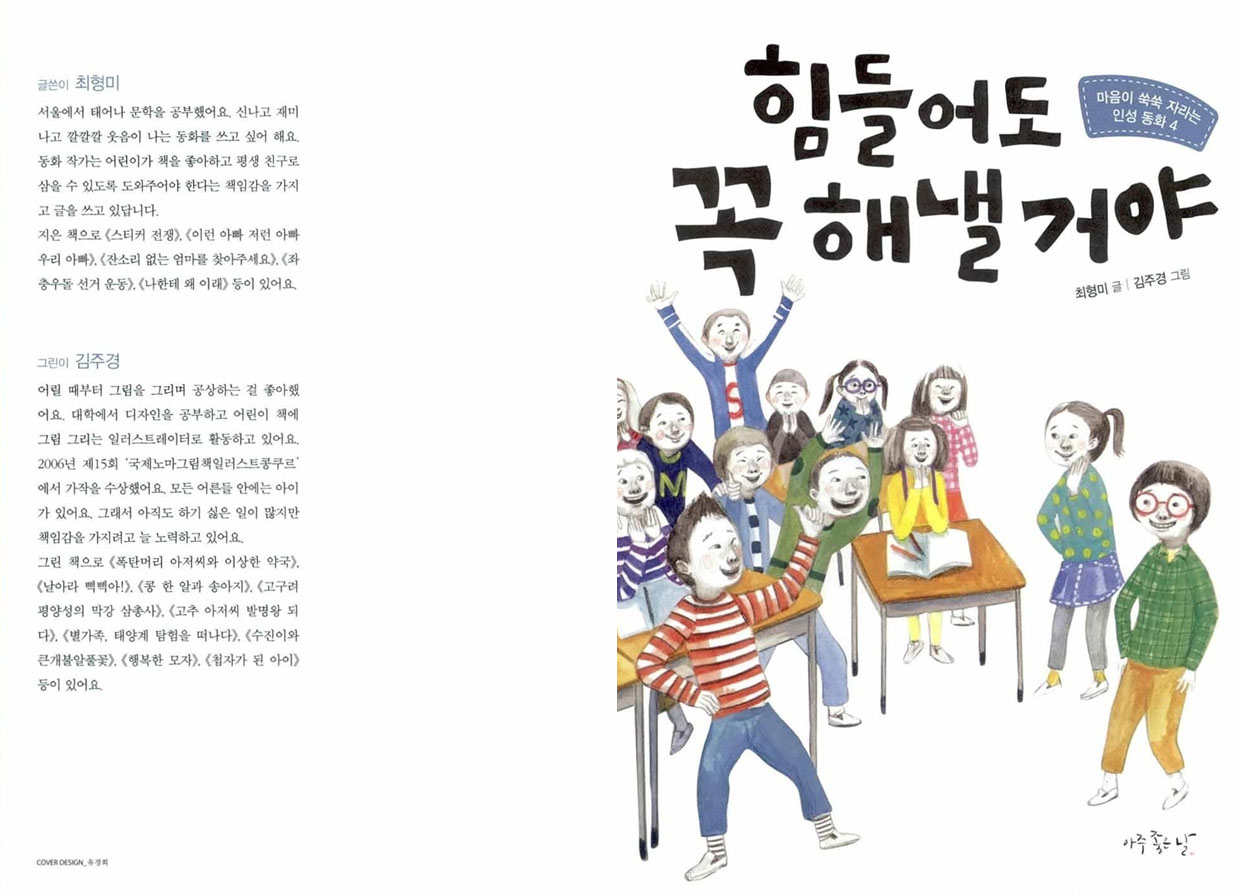 글쓴이 최형미
서울에서 태어나 문학을 공부했어요. 신나고 재미
나고 깔깔깔 웃음이 나는 동화를 쓰고 싶어 해요.
동화 작가는 어린이가 책을 좋아하고 평생 친구로
삼을 수 있도록 도와주어야 한다는 책임감을 가지
고 글을 쓰고 있답니다.
지은 책으로 《스티커 전쟁》, 《이런 아빠 저런 아빠
우리 아빠》, 《잔소리 없는 엄마를 찾아주세요》, 《좌
충우돌 선거 운동》, 《나한테 왜 이래》 등이 있어요.
그린이 김주경
어릴 때부터 그림을 그리며 공상하는 걸 좋아했
어요. 대학에서 디자인을 공부하고 어린이 책에
그림 그리는 일러스트레이터로 활동하고 있어요.
2006년 제15회 '국제노마그림책일러스트콩쿠르'
에서 가작을 수상했어요. 모든 어른들 안에는 아이
가 있어요. 그래서 아직도 하기 싫은 일이 많지만
책임감을 가지려고 늘 노력하고 있어요.
그린 책으로 《폭탄머리 아저씨와 이상한 약국》,
《날아라 삑삑아!》, 《콩 한 알과 송아지》, 《고구려
평양성의 막강 삼총사》, 《고추 아저씨 발명왕 되
다》, 《별가족, 태양계 탐험을 떠나다》, 《수진이와
큰개불알풀꽃》, 《행복한 모자》, 《첩자가 된 아이》
등이 있어요.
COVER DESIGN_ 유경희
힘들어도
꼭 해낼 거야
마음이 쑥쑥 자라는
인성 동화 4
최형미 글 | 김주경 그림
S
M
아주 좋은 날